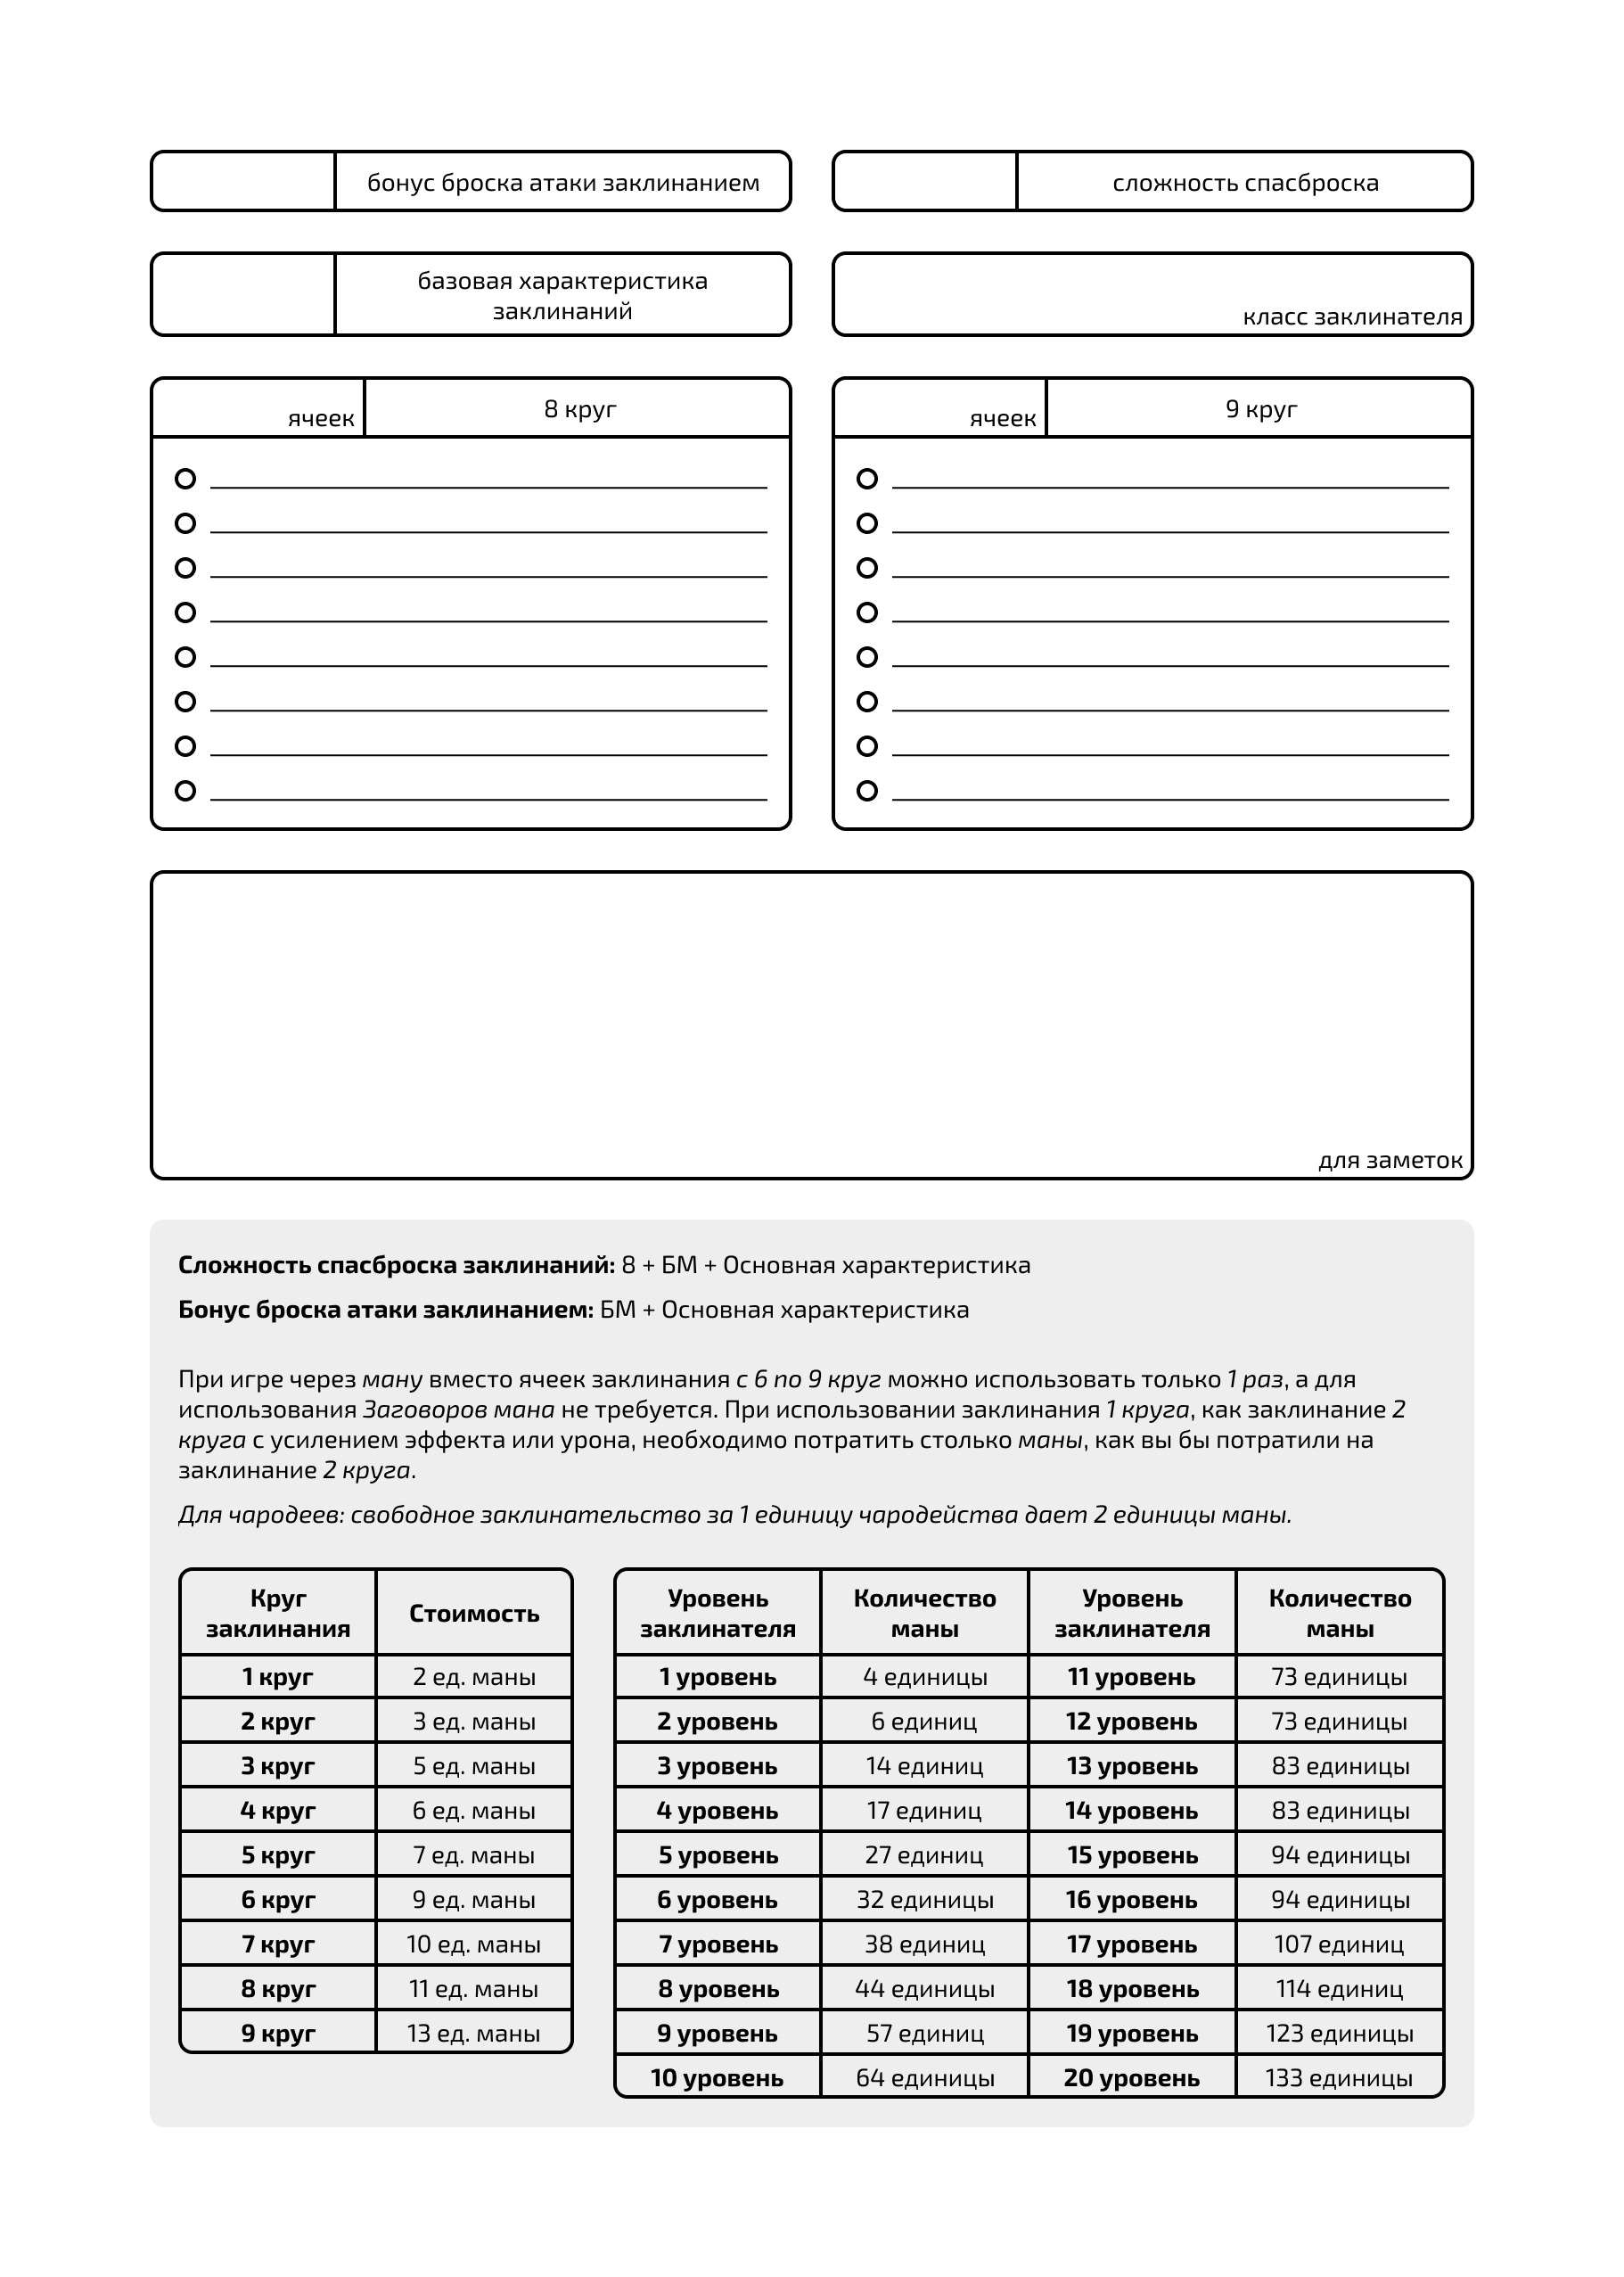 бонус броска атаки заклинанием
сложность спасброска
базовая характеристика
заклинаний
класс заклинателя
ячеек
8 круг
ячеек
9 круг
для заметок
Сложность спасброска заклинаний: 8 + БМ + Основная характеристика
Бонус броска атаки заклинанием: БМ + Основная характеристика
При игре через ману вместо ячеек заклинания с 6 по 9 круг можно использовать только 1 раз, а для
использования Заговоров мана не требуется. При использовании заклинания 1 круга, как заклинание 2
круга с усилением эффекта или урона, необходимо потратить столько маны, как вы бы потратили на
заклинание 2 круга.
Для чародеев: свободное заклинательство за 1 единицу чародейства дает 2 единицы маны.
Круг заклинания Стоимость
1 круг 2 ед. маны
2 круг 3 ед. маны
3 круг 5 ед. маны
4 круг 6 ед. маны
5 круг 7 ед. маны
6 круг 9 ед. маны
7 круг 10 ед. маны
8 круг 11 ед. маны
9 круг 13 ед. маны
Уровень заклинателя Количество маны Уровень заклинателя Количество маны
1 уровень 4 единицы 11 уровень 73 единицы
2 уровень 6 единиц 12 уровень 73 единицы
3 уровень 14 единиц 13 уровень 83 единицы
4 уровень 17 единиц 14 уровень 83 единицы
5 уровень 27 единиц 15 уровень 94 единицы
6 уровень 32 единицы 16 уровень 94 единицы
7 уровень 38 единиц 17 уровень 107 единиц
8 уровень 44 единицы 18 уровень 114 единиц
9 уровень 57 единиц 19 уровень 123 единицы
10 уровень 64 единицы 20 уровень 133 единицы